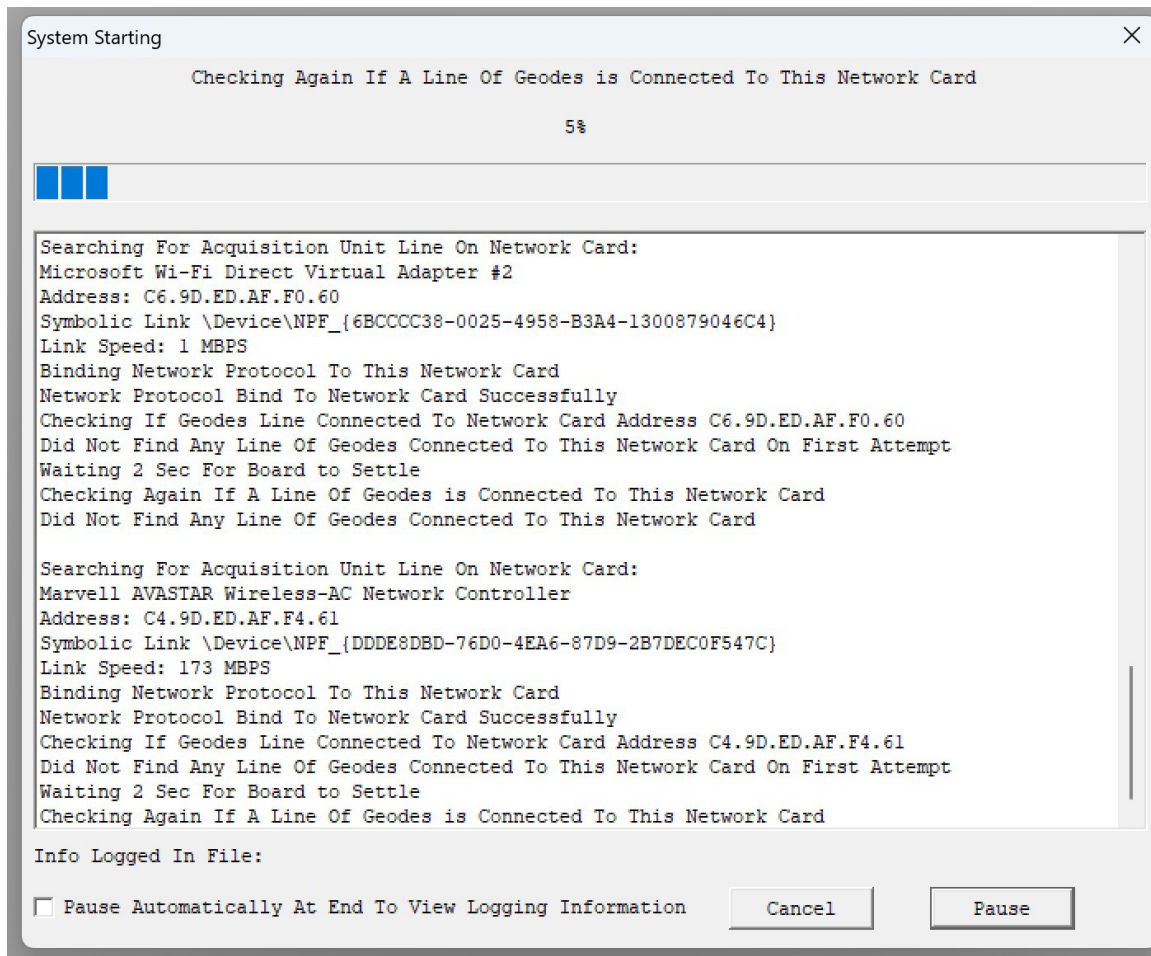 System Starting
Checking Again If A Line Of Geodes is Connected To This Network Card
5%
Searching For Acquisition Unit Line On Network Card:
Microsoft Wi-Fi Direct Virtual Adapter #2
Address: C6.9D.ED.AF.F0.60
Symbolic Link \Device\NPF_{6BCCCC38-0025-4958-B3A4-1300879046C4}
Link Speed: 1 MBPS
Binding Network Protocol To This Network Card
Network Protocol Bind To Network Card Successfully
Checking If Geodes Line Connected To Network Card Address C6.9D.ED.AF.F0.60
Did Not Find Any Line Of Geodes Connected To This Network Card On First Attempt
Waiting 2 Sec For Board to Settle
Checking Again If A Line Of Geodes is Connected To This Network Card
Did Not Find Any Line Of Geodes Connected To This Network Card
Searching For Acquisition Unit Line On Network Card:
Marvell AVASTAR Wireless-AC Network Controller
Address: C4.9D.ED.AF.F4.61
Symbolic Link \Device\NPF_{DDDE8DBD-76D0-4EA6-87D9-2B7DEC0F547C}
Link Speed: 173 MBPS
Binding Network Protocol To This Network Card
Network Protocol Bind To Network Card Successfully
Checking If Geodes Line Connected To Network Card Address C4.9D.ED.AF.F4.61
Did Not Find Any Line Of Geodes Connected To This Network Card On First Attempt
Waiting 2 Sec For Board to Settle
Checking Again If A Line Of Geodes is Connected To This Network Card
Info Logged In File:
Pause Automatically At End To View Logging Information
Cancel
Pause